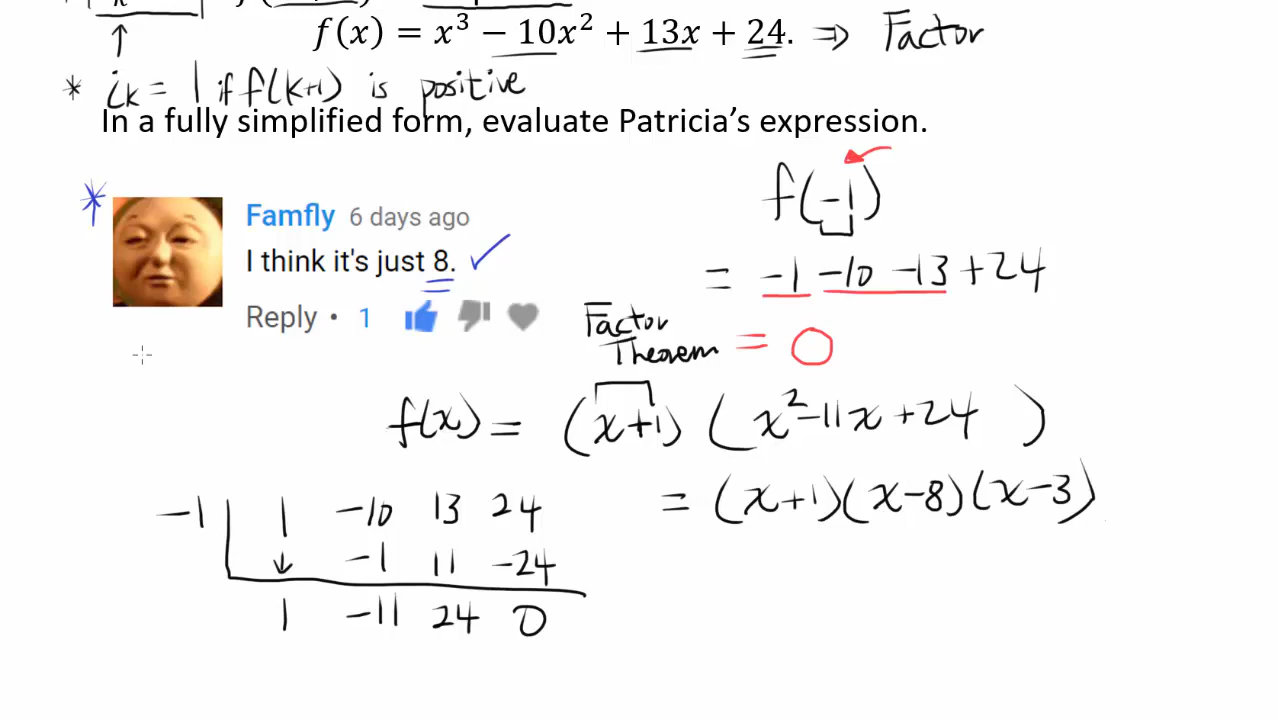 f(x) = x³ − 10x² + 13x + 24. ⇒ Factor
* iₖ = 1 if f(k+1) is positive
In a fully simplified form, evaluate Patricia's expression.
f(-1)
* Famfly 6 days ago
I think it's just 8. ✓
= -1 -10 -13 +24
Reply • 1
Factor
Theorem = 0
f(x) = (x+1) (x²-11x+24)
= (x+1)(x-8)(x-3)
-1 1 -10 13 24
↓ -1 11 -24
1 -11 24 0